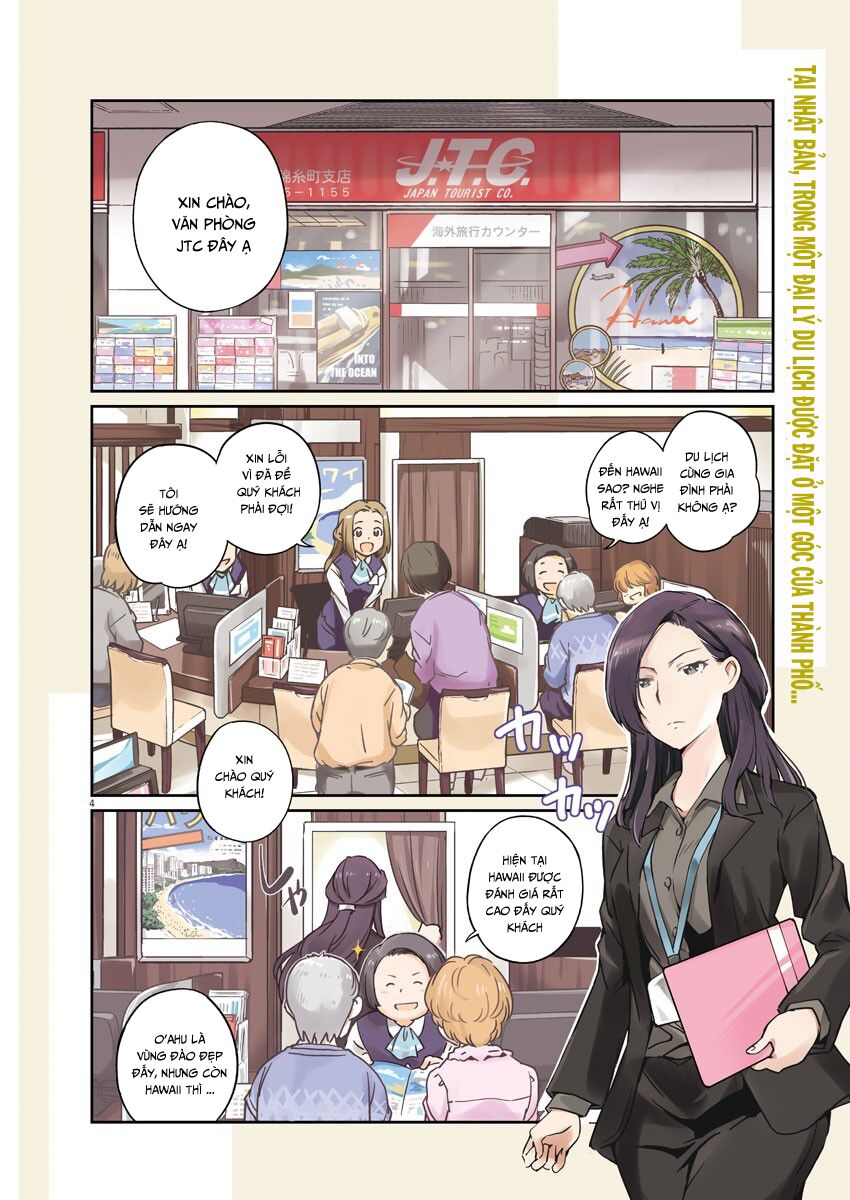 TẠI NHẬT BẢN, TRONG MỘT ĐẠI LÝ DU LỊCH ĐƯỢC ĐẶT Ở MỘT GÓC CỦA THÀNH PHỐ...
XIN CHÀO,
VĂN PHÒNG
JTC ĐÂY Ạ
錦糸町支店
5-1155
J.T.C.
JAPAN TOURIST CO.
海外旅行カウンター
INTO
THE OCEAN
Hawaii
DU LỊCH
CÙNG GIA
ĐÌNH PHẢI
KHÔNG Ạ?
ĐẾN HAWAII
SAO? NGHE
RẤT THÚ VỊ
ĐẤY Ạ!
XIN LỖI
VÌ ĐÃ ĐỂ
QUÝ KHÁCH
PHẢI ĐỢI!
TÔI
SẼ HƯỚNG
DẪN NGAY
ĐÂY Ạ!
ワイ
カッ
カッ
XIN
CHÀO QUÝ
KHÁCH!
4
HIỆN TẠI
HAWAII ĐƯỢC
ĐÁNH GIÁ RẤT
CAO ĐẤY QUÝ
KHÁCH
O'AHU LÀ
VÙNG ĐẢO ĐẸP
ĐẤY, NHƯNG CÒN
HAWAII THÌ ...